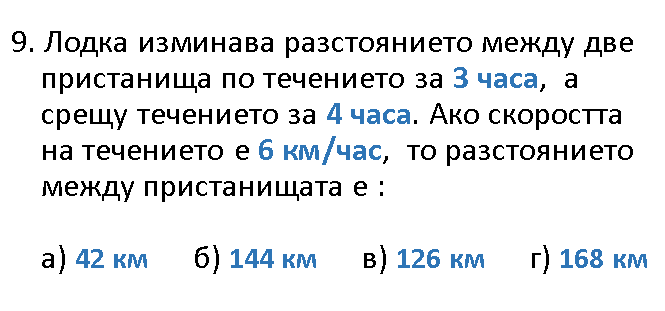 9. Лодка изминава разстоянието между две
пристанища по течението за 3 часа, а
срещу течението за 4 часа. Ако скоростта
на течението е 6 км/час, то разстоянието
между пристанищата е :
а) 42 км б) 144 км в) 126 км г) 168 км